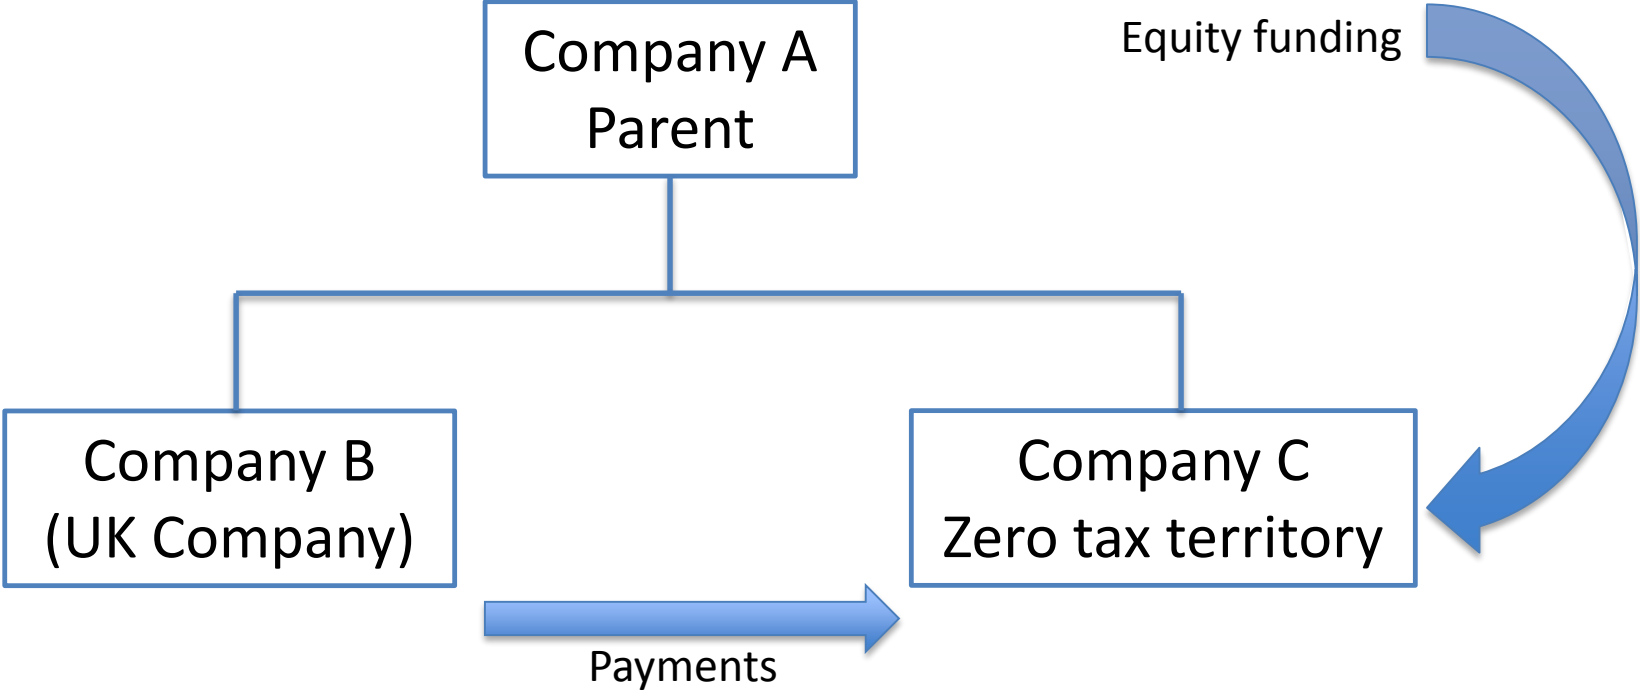 Company A
Parent
Equity funding
Company B
(UK Company)
Company C
Zero tax territory
Payments